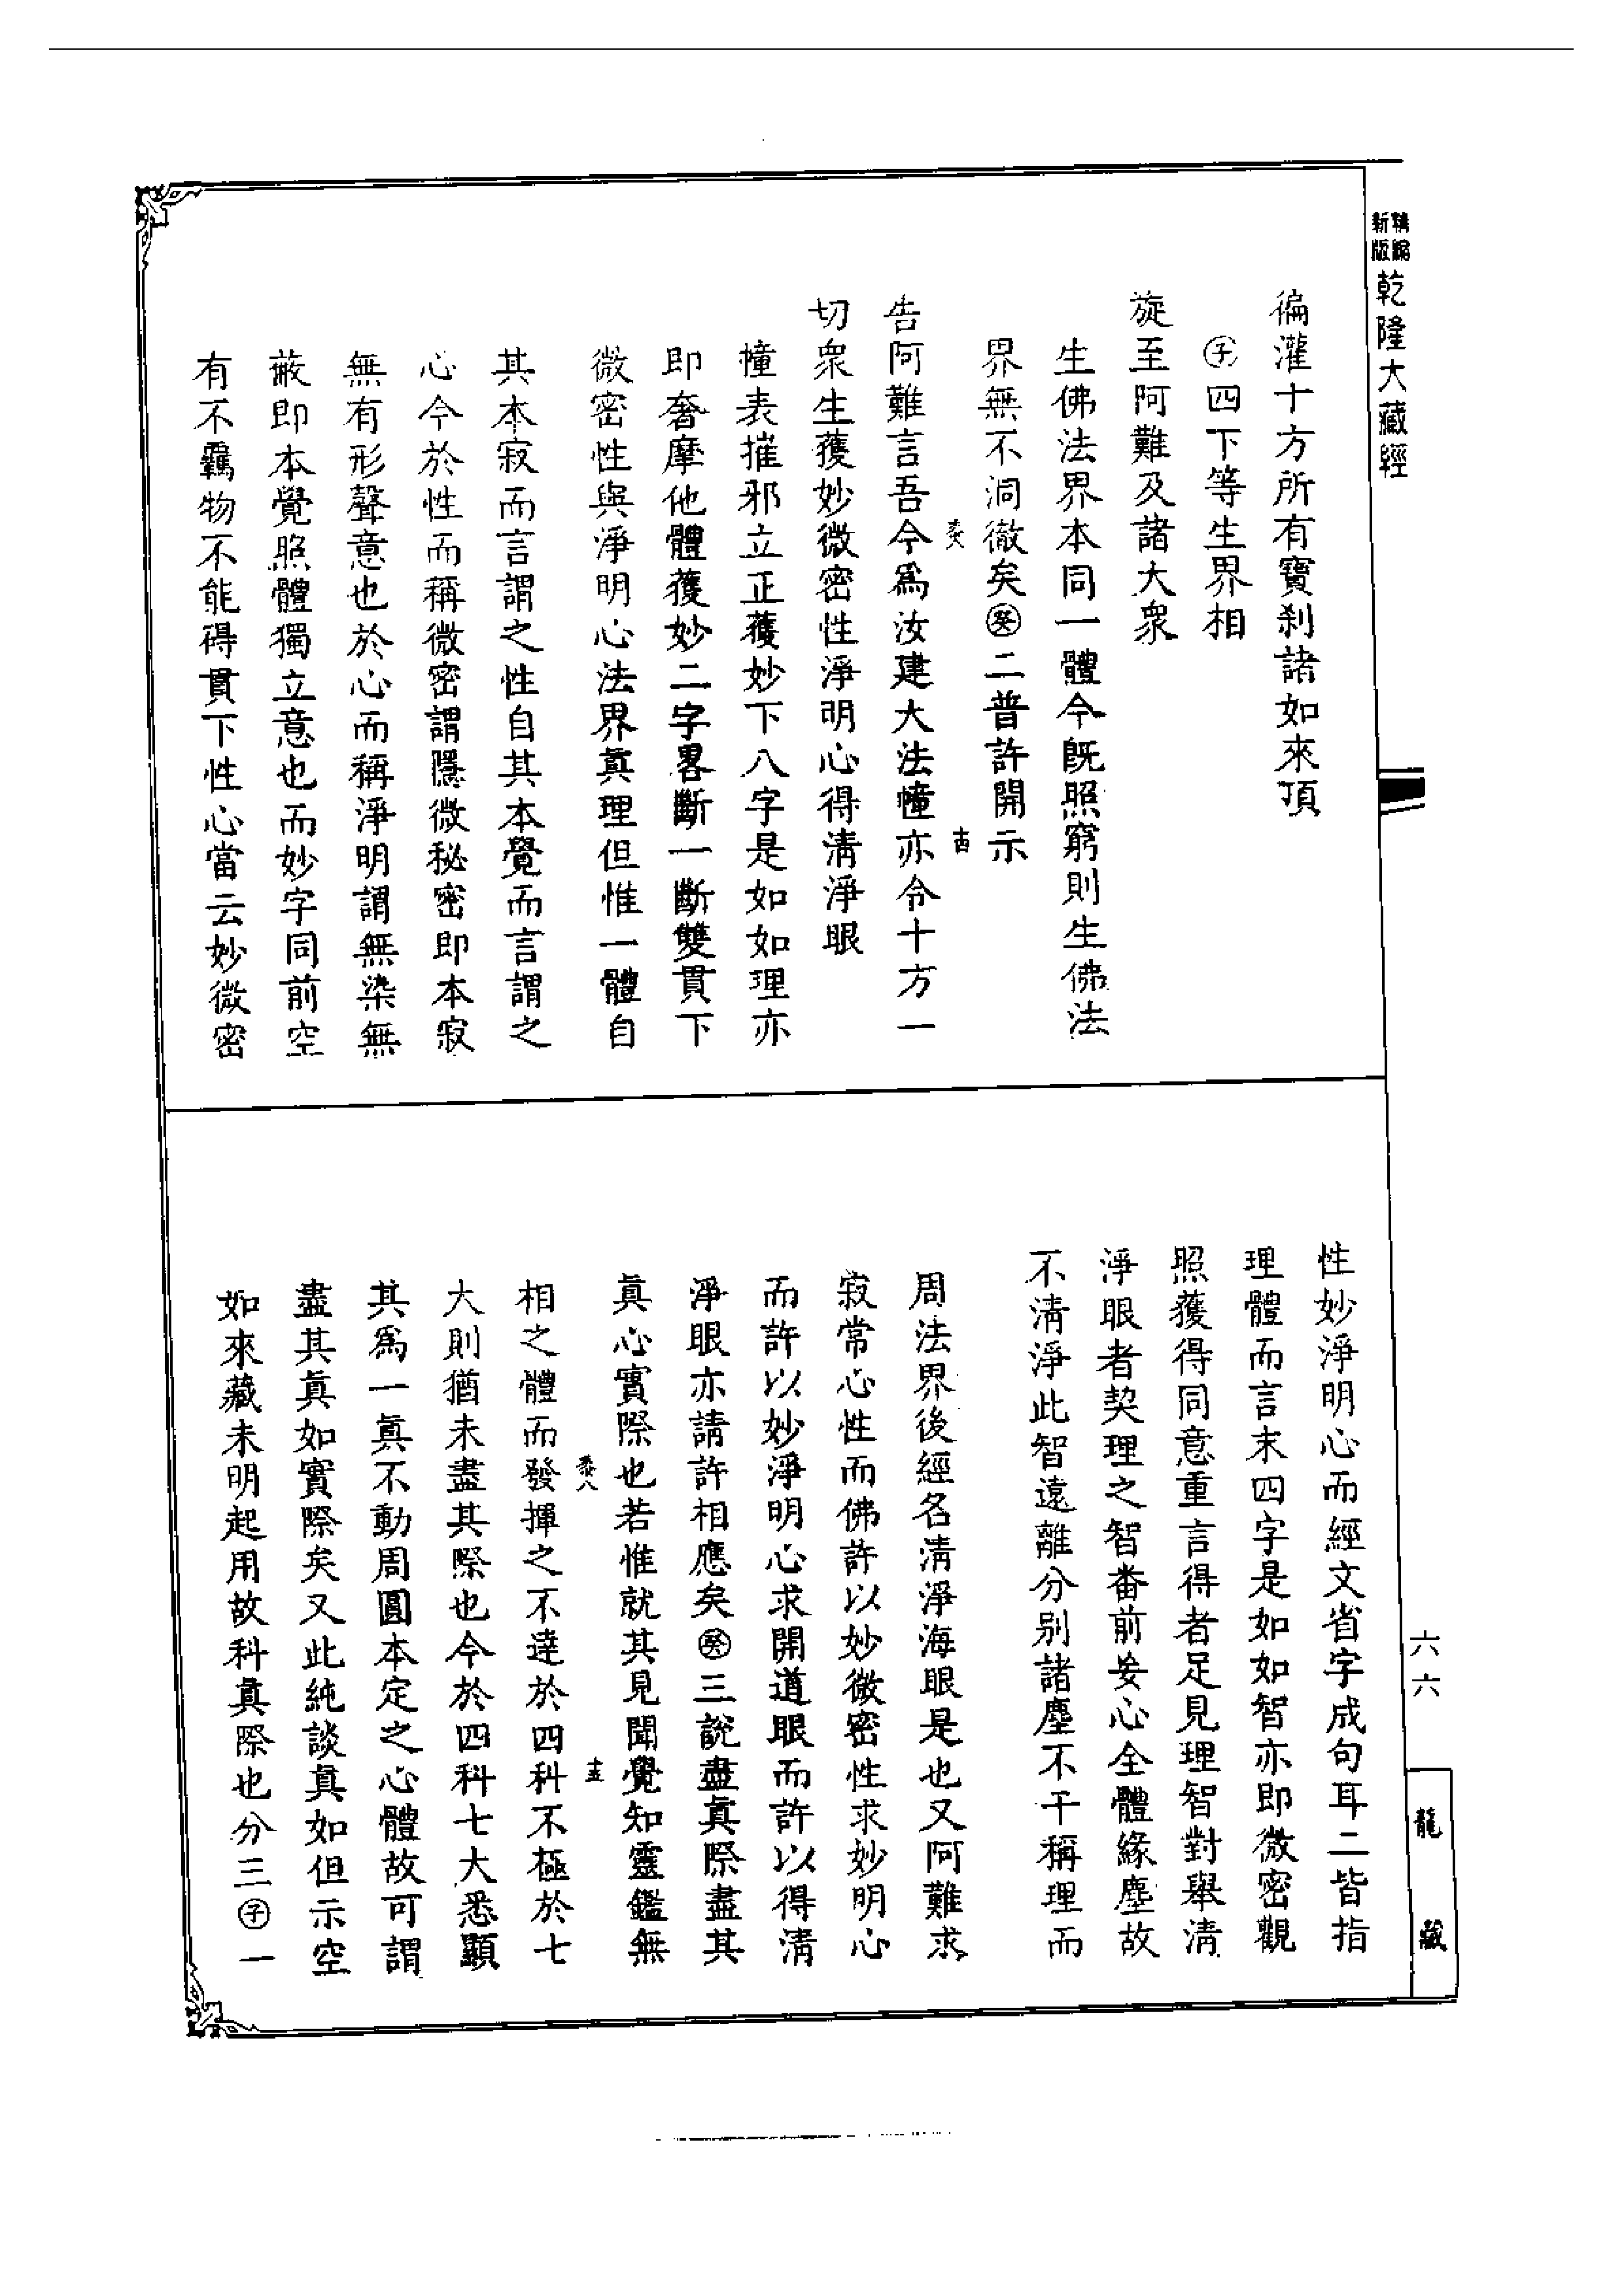 精編
新版
乾隆大藏經
徧灌十方所有寶剎諸如來頂
㊛四下等生界相
旋至阿難及諸大衆
生佛法界本同一體今既照窮則生佛法
界無不洞徹矣癸二普許開示
告阿難言吾今爲汝建大法幢亦令十方一
切衆生獲妙微密性淨明心得清淨眼
幢表摧邪立正獲妙下八字是如如理亦
即奢摩他體獲妙二字畧斷一斷雙貫下
微密性與淨明心法界眞理但惟一體自
其本寂而言謂之性自其本覺而言謂之
心今於性而稱微密謂隱微秘密即本寂
無有形聲意也於心而稱淨明謂無染無
蔽即本覺照體獨立意也而妙字同前空
有不羈物不能碍貫下性心當云妙微密
性妙淨明心而經文省字成句耳二皆指
理體而言末四字是如如智亦即微密觀
照獲得同意重言得者足見理智對舉清
淨眼者契理之智畨前妄心全體緣塵故
不清淨此智遠離分別諸塵不干稱理而
周法界後經名清淨海眼是也又阿難求
寂常心性而佛許以妙微密性求妙明心
而許以妙淨明心求開道眼而許以得清
淨眼亦請許相應矣癸三說盡眞際盡其
眞心實際也若惟就其見聞覺知靈鑑無
相之體而發揮之不達於四科不極於七
大則猶未盡其際也今於四科七大悉顯
其爲一眞不動周圓本定之心體故可謂
盡其眞如實際矣又此純談眞如但示空
如來藏未明起用故科眞際也分三子一
六六
龍藏